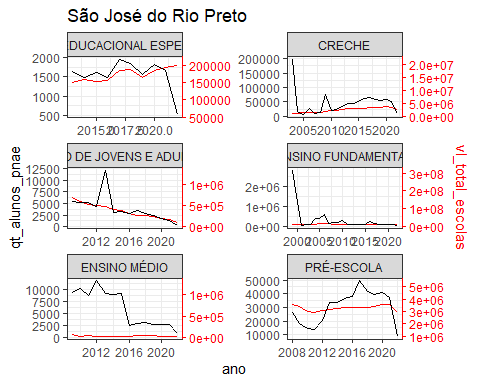 São José do Rio Preto
DUCACIONAL ESPE
CRECHE
2000
1500
1000
500
200000
150000
100000
50000
2015.0 2017.5 2020.0
200000
150000
100000
50000
0
2.0e+07
1.5e+07
1.0e+07
5.0e+06
0.0e+00
2005 2010 2015 2020
O DE JOVENS E ADU
NSINO FUNDAMENTA
12500
10000
7500
5000
2500
0
1e+06
5e+05
0e+00
2012 2016 2020
2e+06
1e+06
0e+00
3e+08
2e+08
1e+08
0e+00
2000 2005 2010 2015 2020
ENSINO MÉDIO
PRÉ-ESCOLA
10000
7500
5000
2500
0
1e+06
5e+05
0e+00
2012 2016 2020
50000
40000
30000
20000
10000
5e+06
4e+06
3e+06
2e+06
1e+06
2008 2012 2016 2020
qt_alunos_pnae
vl_total_escolas
ano